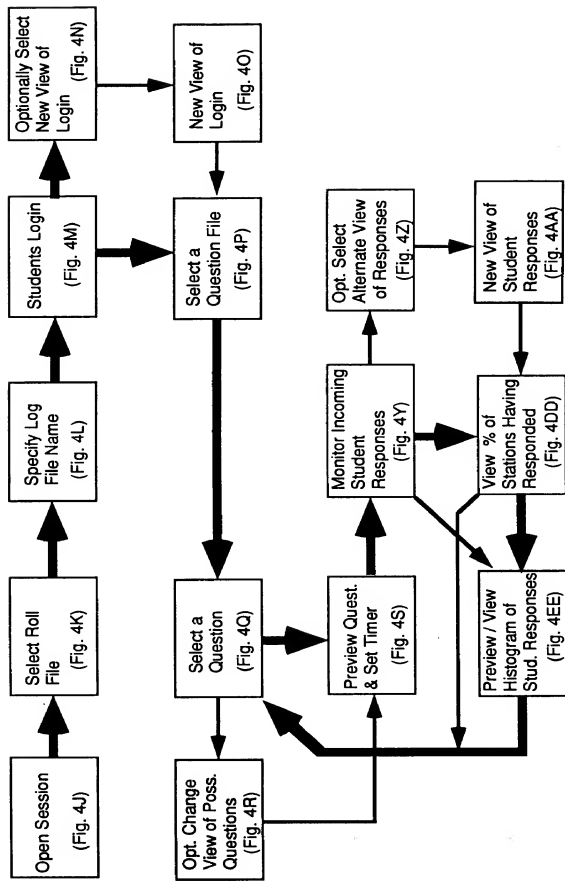 Open Session
(Fig. 4J)
Select Roll
File
(Fig. 4K)
Specify Log
File Name
(Fig. 4L)
Students Login
(Fig. 4M)
Optionally Select
New View of
Login
(Fig. 4N)
New View of
Login
(Fig. 4O)
Select a
Question File
(Fig. 4P)
Select a
Question
(Fig. 4Q)
Opt. Change
View of Poss.
Questions
(Fig. 4R)
Preview Quest.
& Set Timer
(Fig. 4S)
Monitor Incoming
Student
Responses
(Fig. 4Y)
Opt. Select
Alternate View
of Responses
(Fig. 4Z)
New View of
Student
Responses
(Fig. 4AA)
View % of
Stations Having
Responded
(Fig. 4DD)
Preview / View
Histogram of
Stud. Responses
(Fig. 4EE)